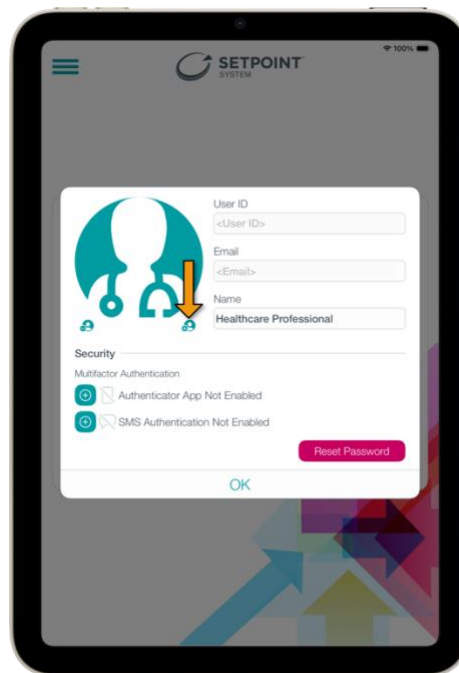 100%
SETPOINT
SYSTEM
User ID
<User ID>
Email
<Email>
Name
Healthcare Professional
Security
Multifactor Authentication
Authenticator App Not Enabled
SMS Authentication Not Enabled
Reset Password
OK